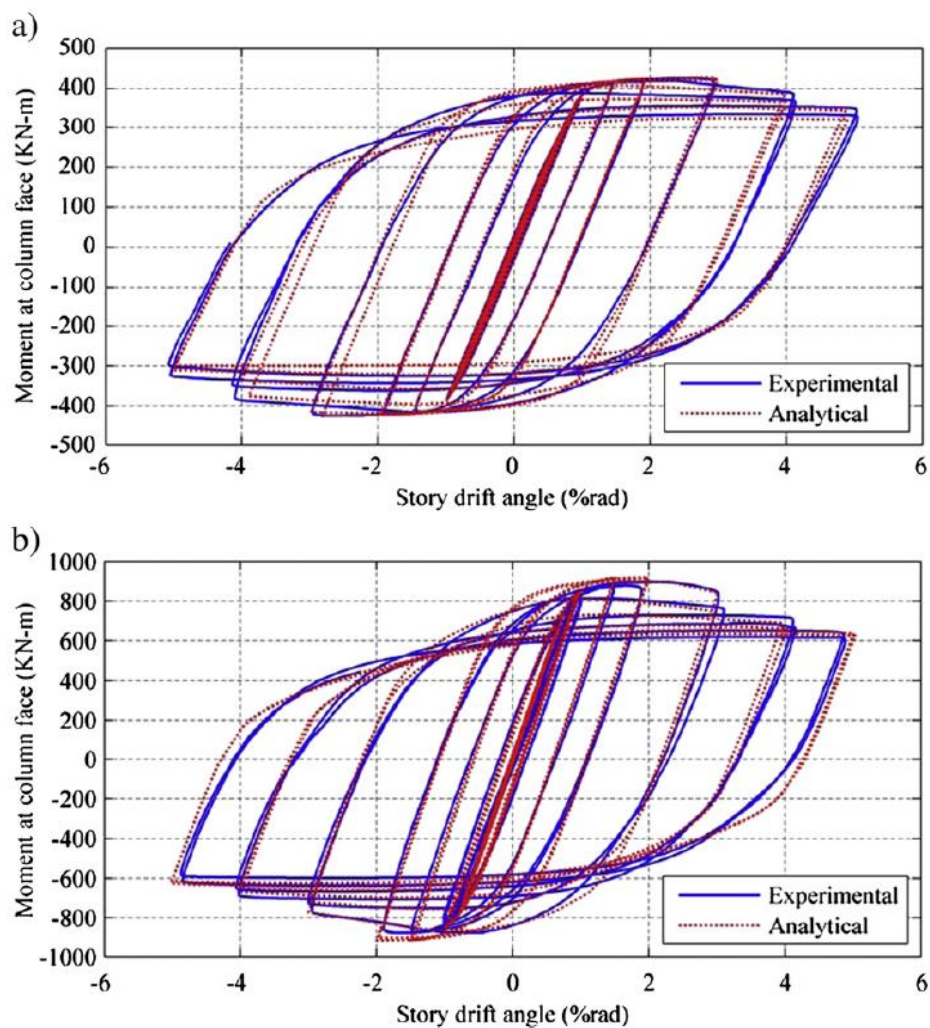 a)
500
400
300
200
100
0
-100
-200
-300
-400
-500
Moment at column face (KN-m)
Experimental
Analytical
-6 -4 -2 0 2 4 6
Story drift angle (%rad)
b)
1000
800
600
400
200
0
-200
-400
-600
-800
-1000
Moment at column face (KN-m)
Experimental
Analytical
-6 -4 -2 0 2 4 6
Story drift angle (%rad)